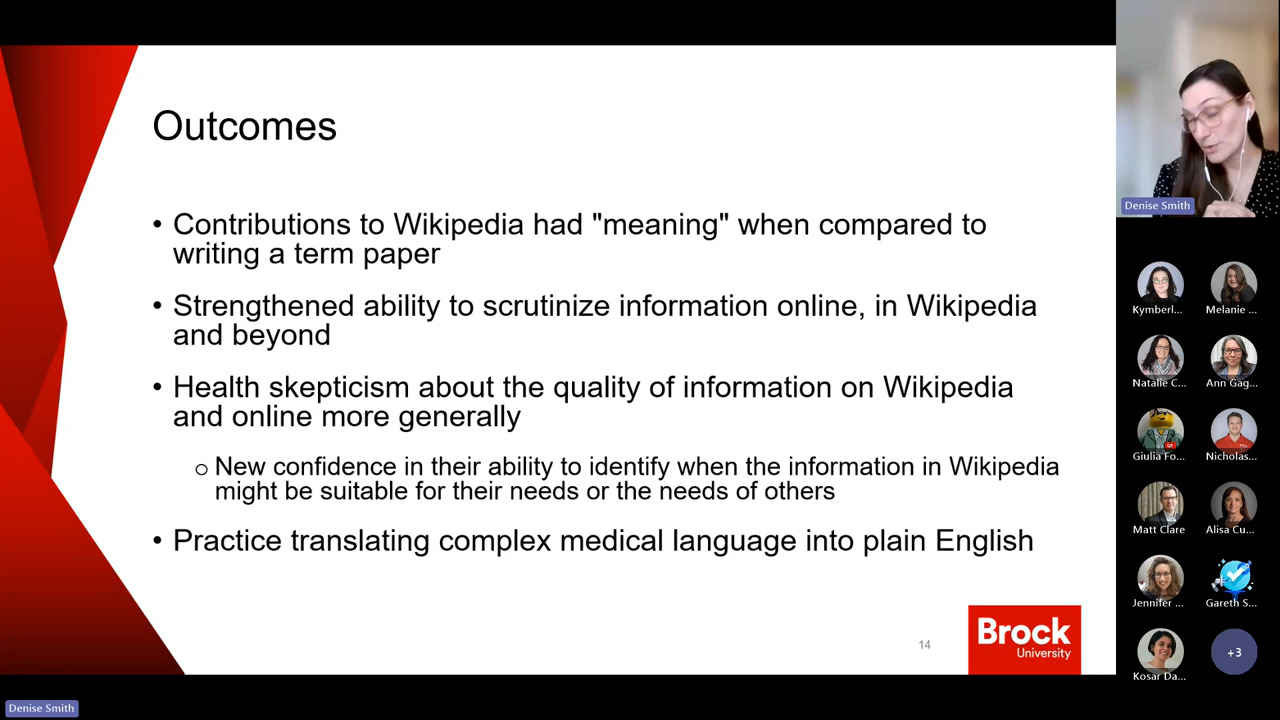 Outcomes
• Contributions to Wikipedia had "meaning" when compared to
writing a term paper
• Strengthened ability to scrutinize information online, in Wikipedia
and beyond
• Health skepticism about the quality of information on Wikipedia
and online more generally
o New confidence in their ability to identify when the information in Wikipedia
might be suitable for their needs or the needs of others
• Practice translating complex medical language into plain English
14
Brock
University
Denise Smith
Denise Smith
Kymberl...
Melanie ...
Natalie C...
Ann Gag...
Giulia Fo...
Nicholas...
Matt Clare
Alisa Cu...
Jennifer ...
Gareth S...
Kosar Da...
+3